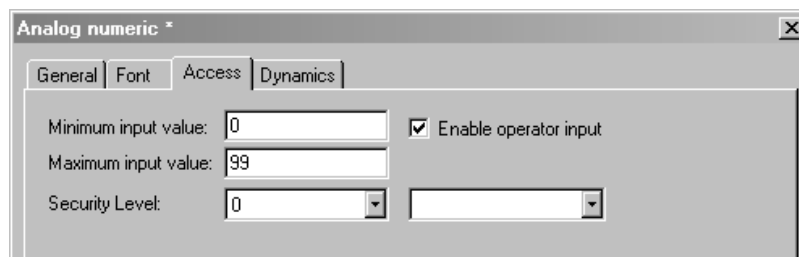 Analog numeric *
General Font Access Dynamics
Minimum input value: 0 Enable operator input
Maximum input value: 99
Security Level: 0